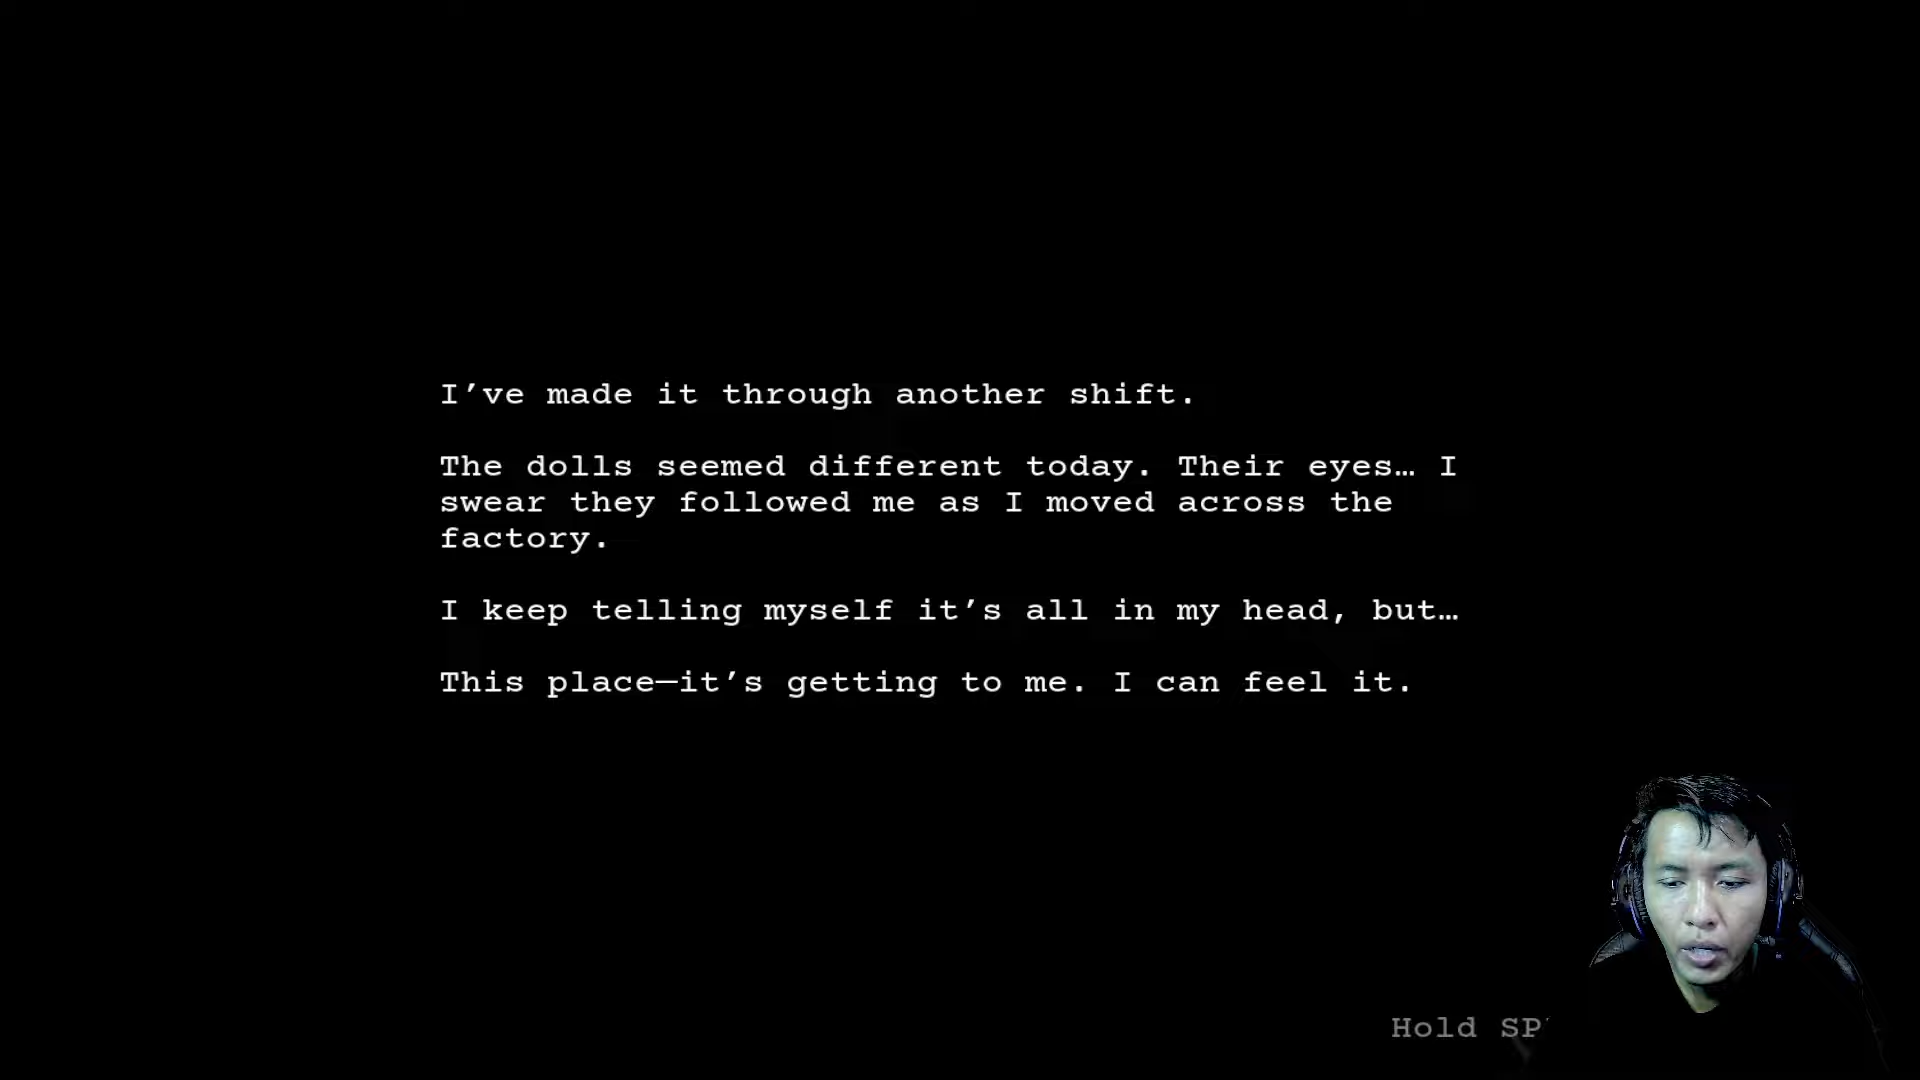 I’ve made it through another shift.
The dolls seemed different today. Their eyes… I
swear they followed me as I moved across the
factory.
I keep telling myself it’s all in my head, but…
This place—it’s getting to me. I can feel it.
Hold